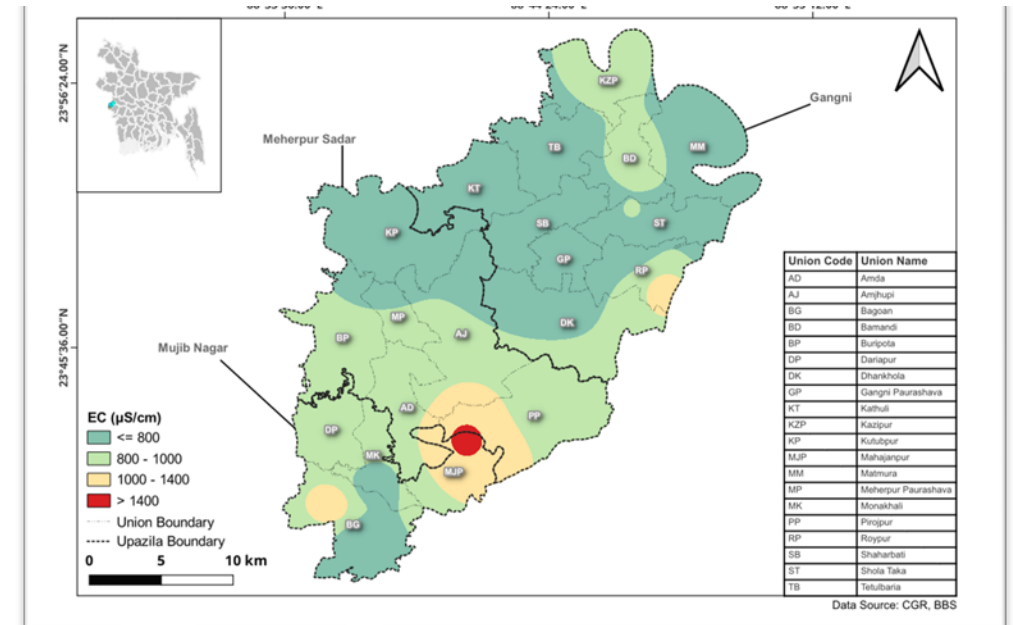 23°56'24.00"N
23°45'36.00"N
Gangni
Meherpur Sadar
Mujib Nagar
KZP
TB
MM
BD
KT
KP
SB
ST
GP
RP
MP
DK
BP
AJ
AD
PP
DP
MK
MJP
BG
EC (µS/cm)
<= 800
800 - 1000
1000 - 1400
> 1400
Union Boundary
Upazila Boundary
0 5 10 km
Union Code Union Name
AD Amda
AJ Amjhupi
BG Bagoan
BD Bamandi
BP Buripota
DP Dariapur
DK Dhankhola
GP Gangni Paurashava
KT Kathuli
KZP Kazipur
KP Kutubpur
MJP Mahajanpur
MM Matmura
MP Meherpur Paurashava
MK Monakhali
PP Pirojpur
RP Roypur
SB Shaharbati
ST Shola Taka
TB Tetulbaria
Data Source: CGR, BBS